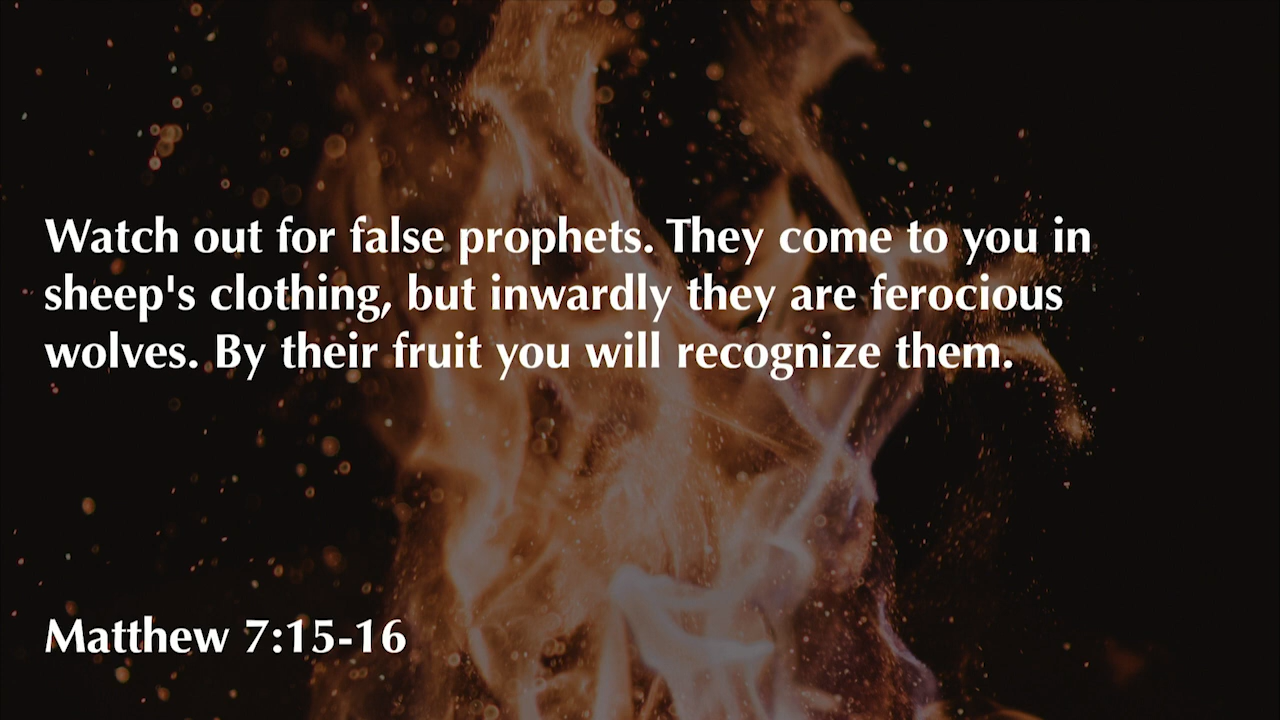 Watch out for false prophets. They come to you in
sheep's clothing, but inwardly they are ferocious
wolves. By their fruit you will recognize them.
Matthew 7:15-16